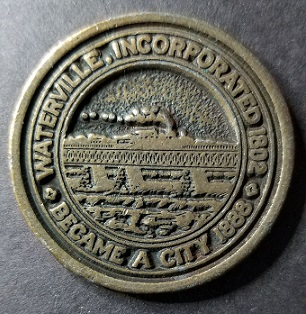 WATERVILLE, INCORPORATED 1802
BECAME A CITY 1888